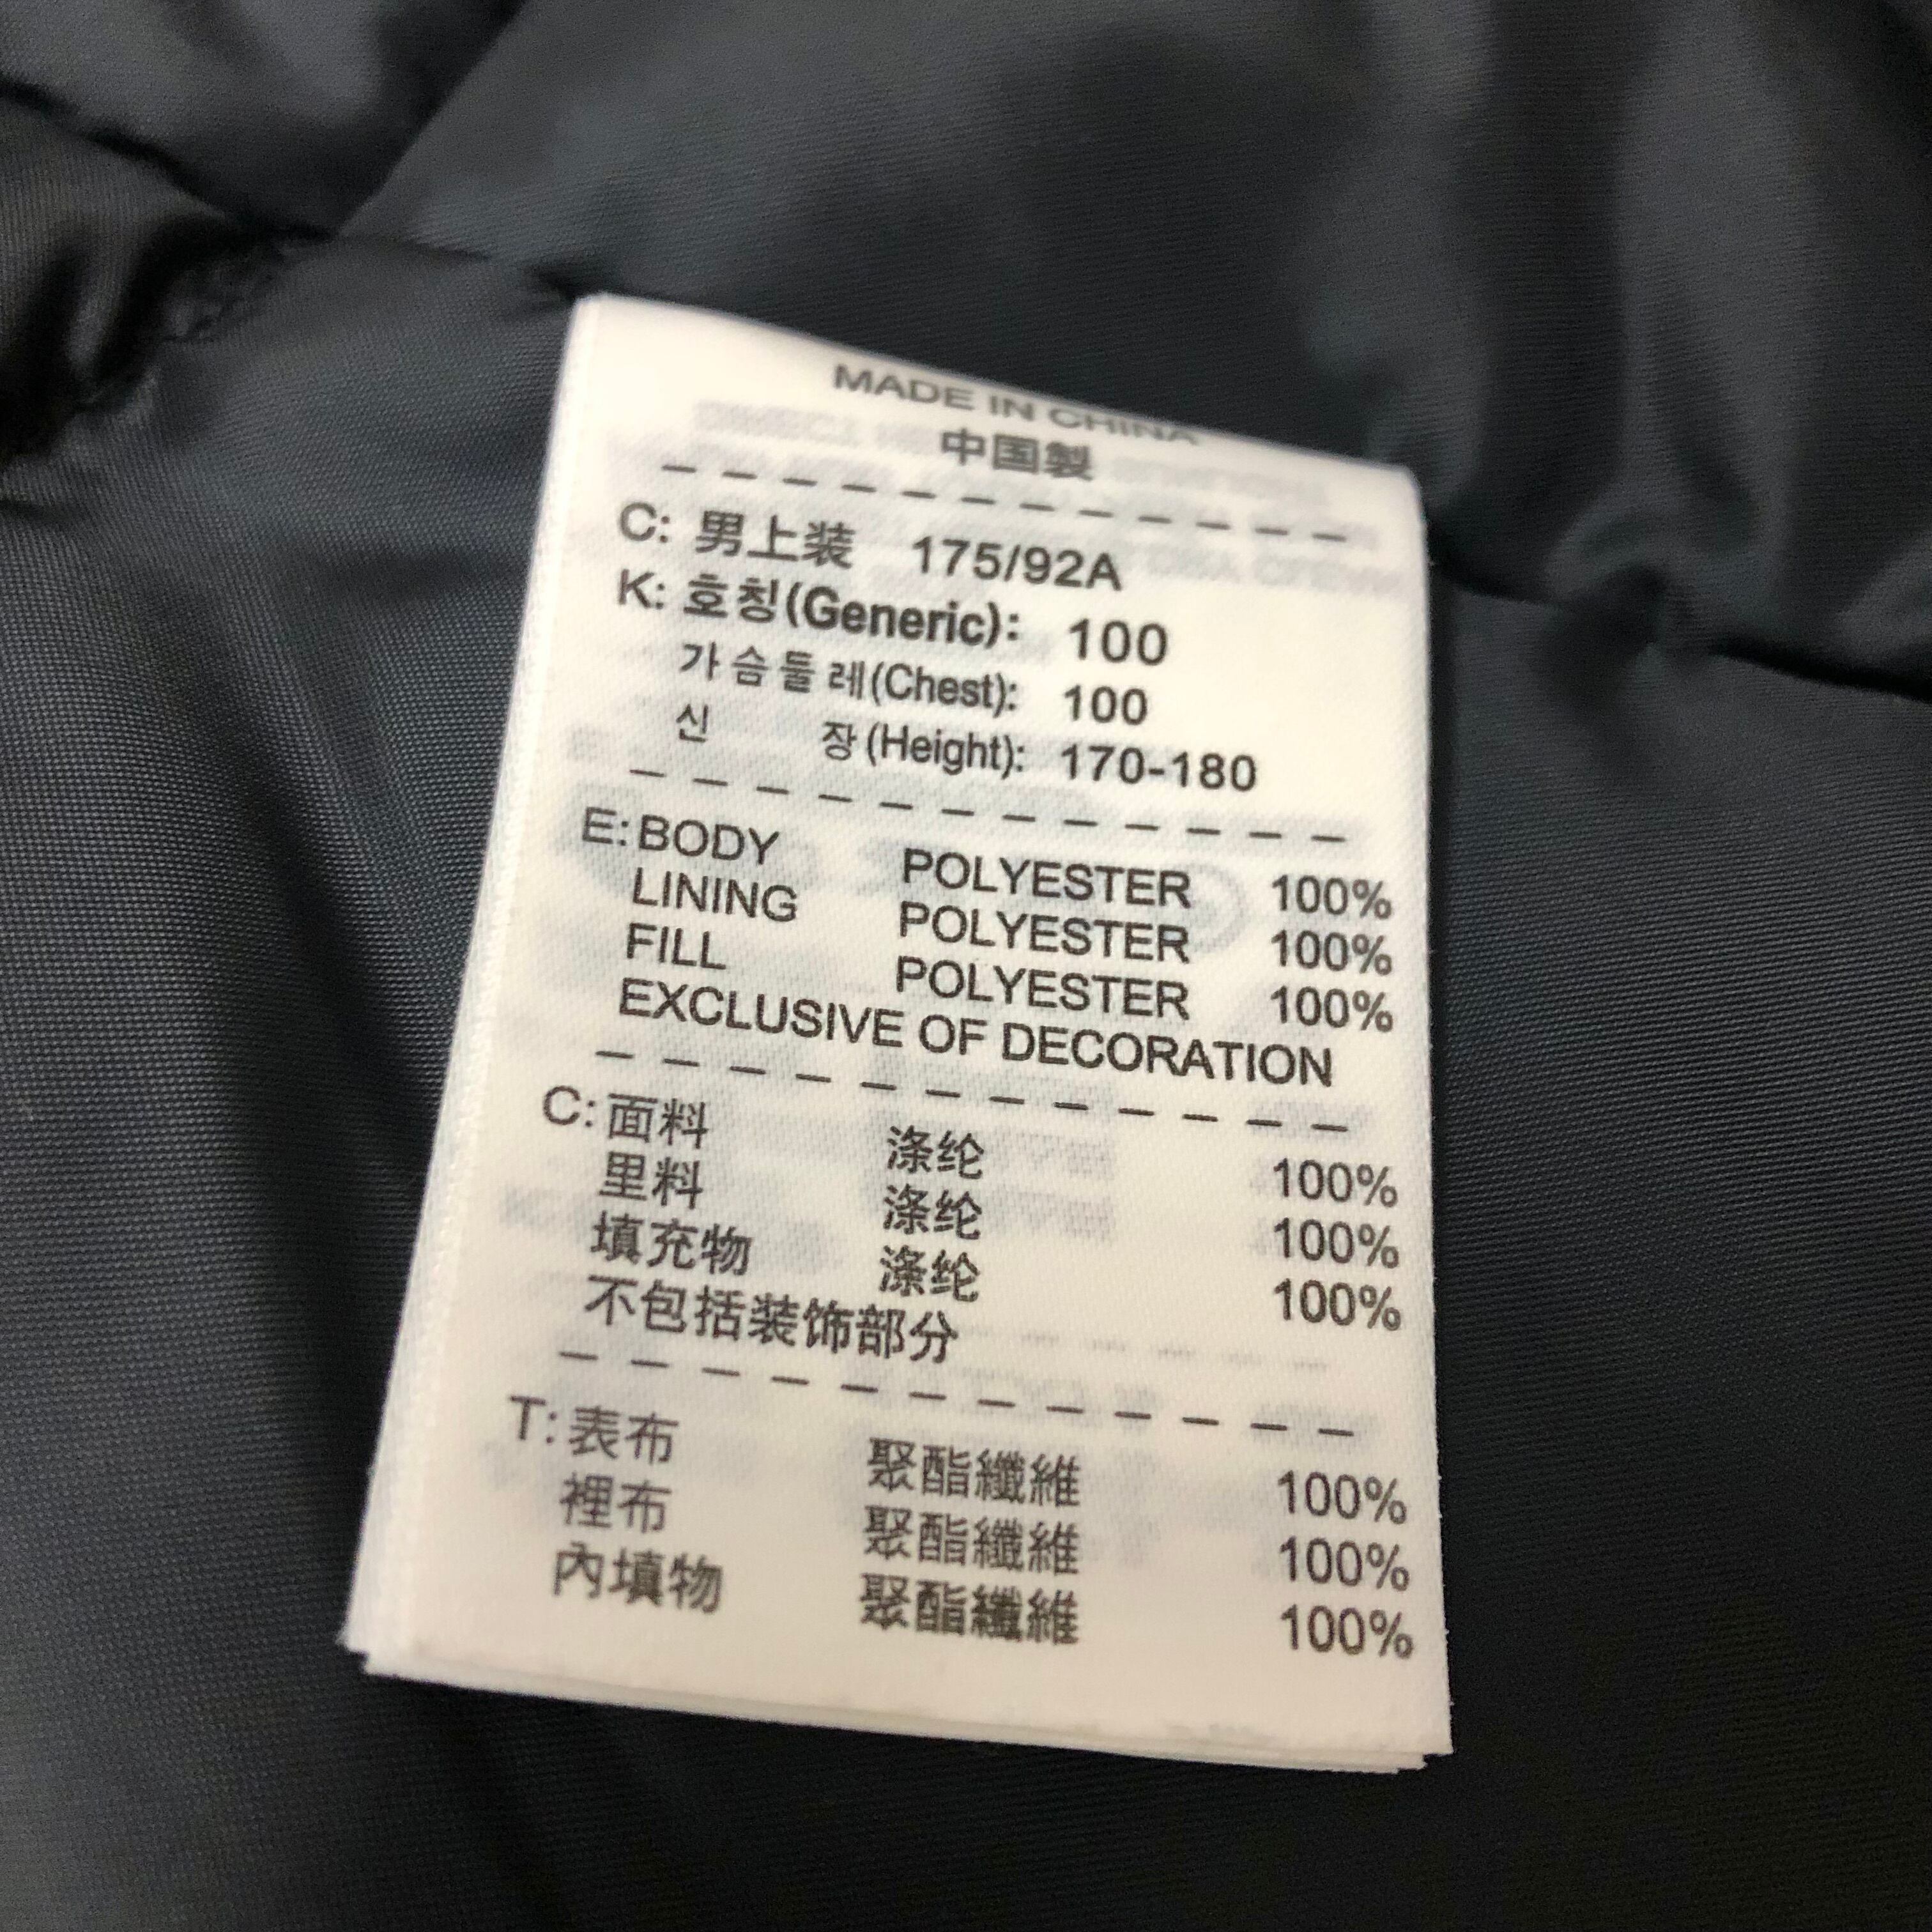 MADE IN CHINA
中国製
C: 男上装 175/92A
K: 호칭(Generic): 100
가슴둘레(Chest): 100
신 장(Height): 170-180
E: BODY POLYESTER 100%
LINING POLYESTER 100%
FILL POLYESTER 100%
EXCLUSIVE OF DECORATION
C: 面料 涤纶 100%
里料 涤纶 100%
填充物 涤纶 100%
不包括装饰部分
T: 表布 聚酯纖維 100%
裡布 聚酯纖維 100%
內填物 聚酯纖維 100%